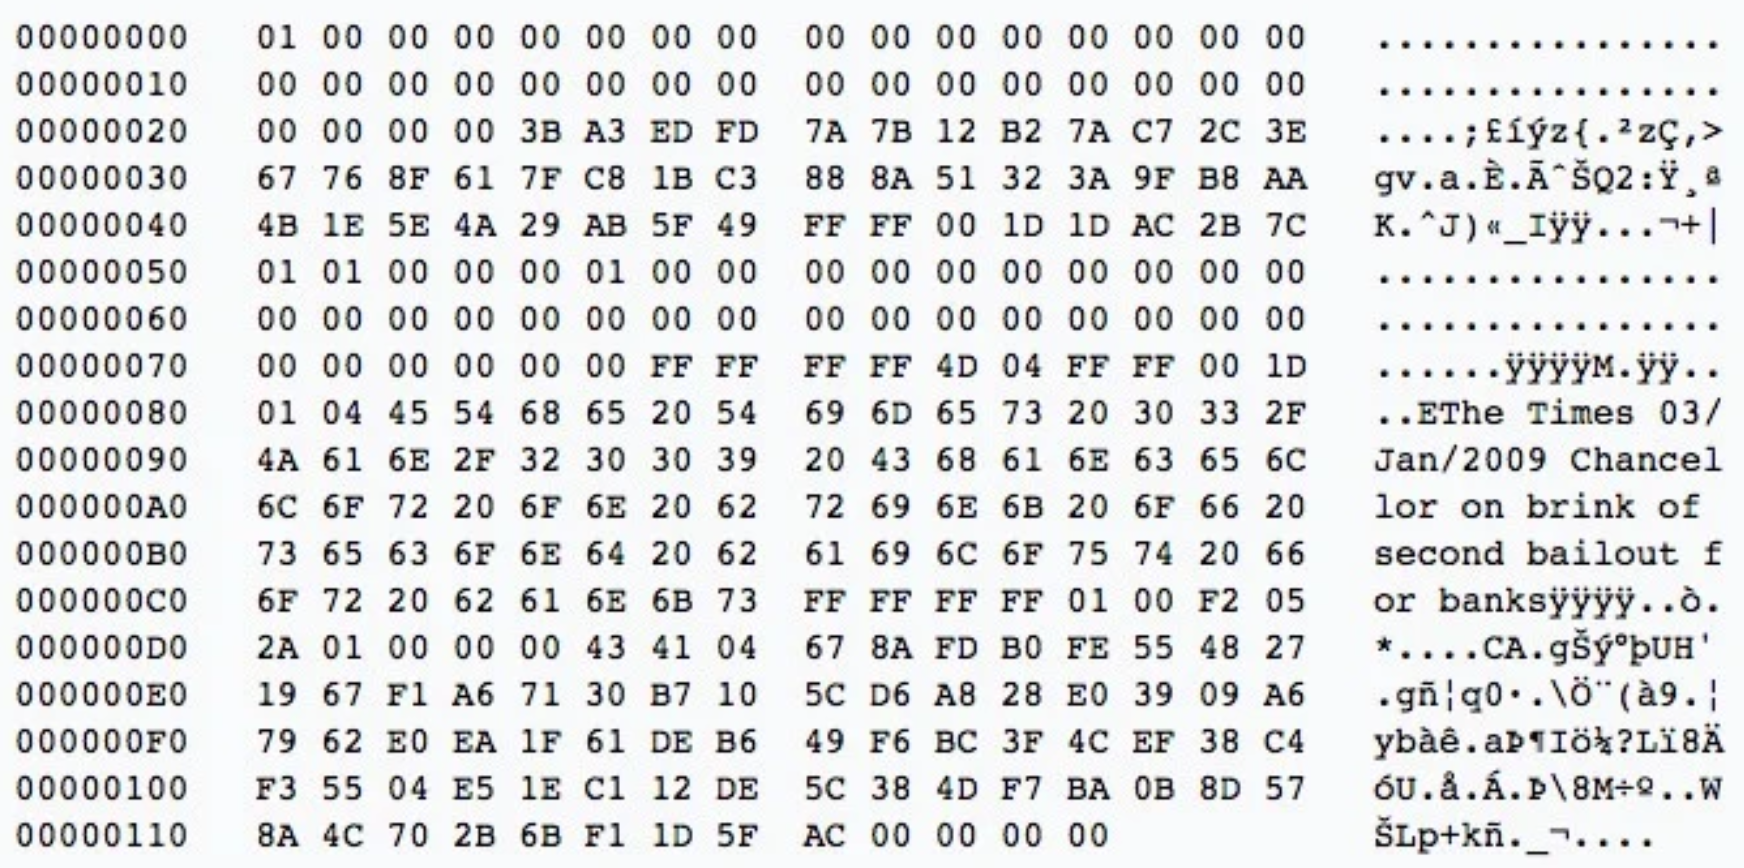 00000000 01 00 00 00 00 00 00 00 00 00 00 00 00 00 00 00 ................
00000010 00 00 00 00 00 00 00 00 00 00 00 00 00 00 00 00 ................
00000020 00 00 00 00 3B A3 ED FD 7A 7B 12 B2 7A C7 2C 3E ....;£íýz{.²zÇ,>
00000030 67 76 8F 61 7F C8 1B C3 88 8A 51 32 3A 9F B8 AA gv.a.È.ÃˆŠQ2:Ÿ¸ª
00000040 4B 1E 5E 4A 29 AB 5F 49 FF FF 00 1D 1D AC 2B 7C K.^J)«_Iÿÿ...¬+|
00000050 01 01 00 00 00 01 00 00 00 00 00 00 00 00 00 00 ................
00000060 00 00 00 00 00 00 00 00 00 00 00 00 00 00 00 00 ................
00000070 00 00 00 00 00 00 FF FF FF FF 4D 04 FF FF 00 1D ......ÿÿÿÿM.ÿÿ..
00000080 01 04 45 54 68 65 20 54 69 6D 65 73 20 30 33 2F ..EThe Times 03/
00000090 4A 61 6E 2F 32 30 30 39 20 43 68 61 6E 63 65 6C Jan/2009 Chancel
000000A0 6C 6F 72 20 6F 6E 20 62 72 69 6E 6B 20 6F 66 20 lor on brink of
000000B0 73 65 63 6F 6E 64 20 62 61 69 6C 6F 75 74 20 66 second bailout f
000000C0 6F 72 20 62 61 6E 6B 73 FF FF FF FF 01 00 F2 05 or banksÿÿÿÿ..ò.
000000D0 2A 01 00 00 00 43 41 04 67 8A FD B0 FE 55 48 27 *....CA.gŠý°þUH'
000000E0 19 67 F1 A6 71 30 B7 10 5C D6 A8 28 E0 39 09 A6 .gñ¦q0·.\Ö¨(à9.¦
000000F0 79 62 E0 EA 1F 61 DE B6 49 F6 BC 3F 4C EF 38 C4 ybàê.aÞ¶Iö¼?Lï8Ä
00000100 F3 55 04 E5 1E C1 12 DE 5C 38 4D F7 BA 0B 8D 57 óU.å.Á.Þ\8M÷º..W
00000110 8A 4C 70 2B 6B F1 1D 5F AC 00 00 00 00 ŠLp+kñ._¬....